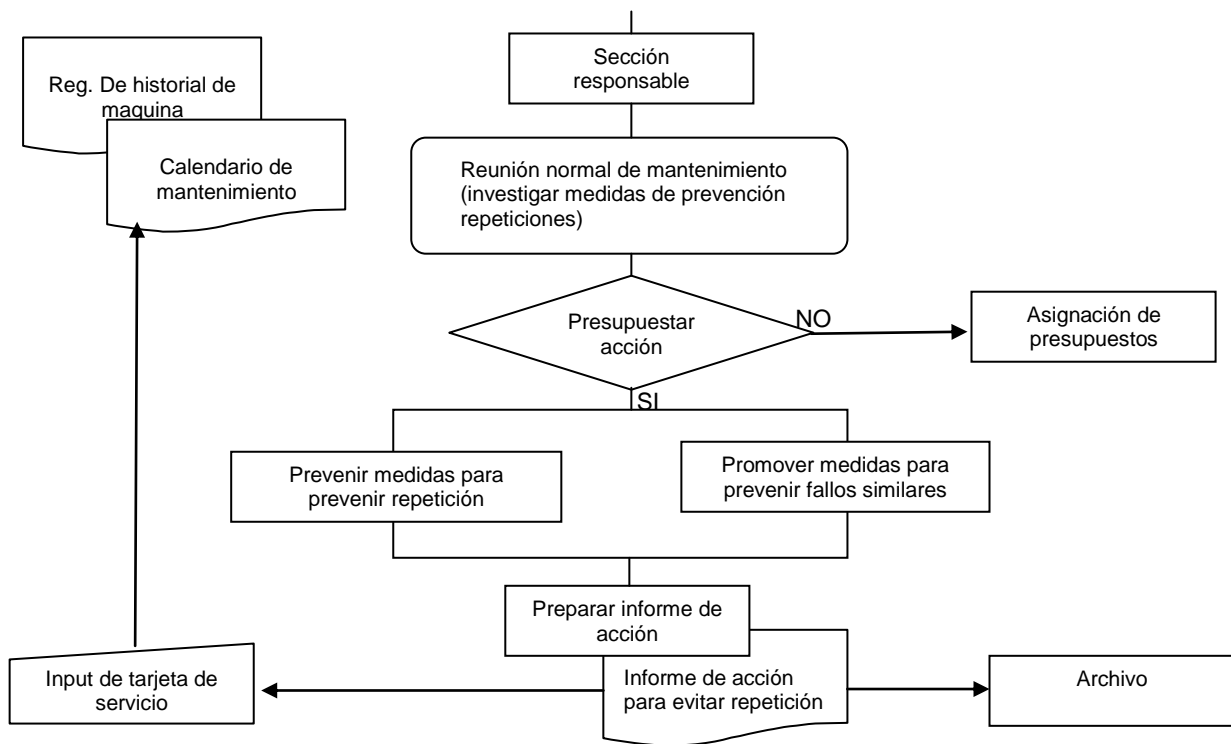 Sección
responsable
Reg. De historial de
maquina
Calendario de
mantenimiento
Reunión normal de mantenimiento
(investigar medidas de prevención
repeticiones)
Presupuestar
acción
NO
Asignación de
presupuestos
SI
Prevenir medidas para
prevenir repetición
Promover medidas para
prevenir fallos similares
Preparar informe de
acción
Input de tarjeta de
servicio
Informe de acción
para evitar repetición
Archivo